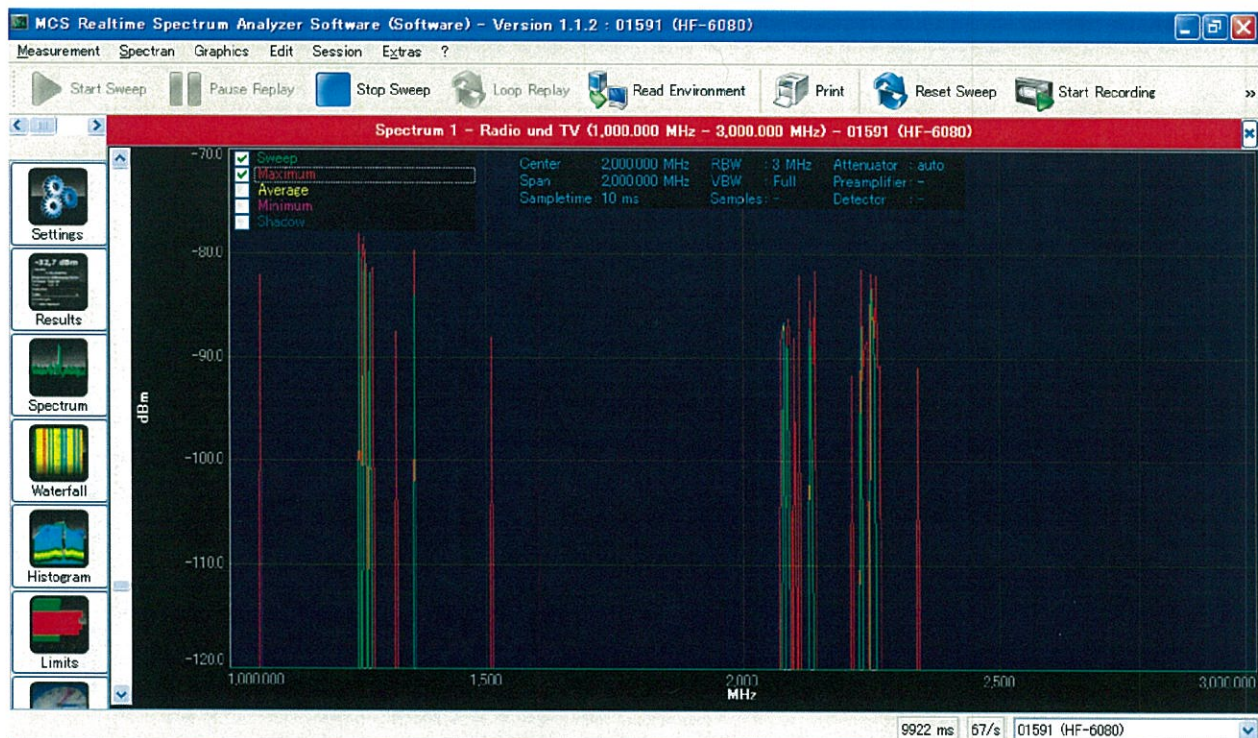 MCS Realtime Spectrum Analyzer Software (Software) - Version 1.1.2 : 01591 (HF-6080)
Measurement Spectran Graphics Edit Session Extras ?
Start Sweep Pause Replay Stop Sweep Loop Replay Read Environment Print Reset Sweep Start Recording »
Spectrum 1 - Radio und TV (1,000.000 MHz - 3,000.000 MHz) - 01591 (HF-6080)
Settings
-32,7 dBm
Results
Spectrum
Waterfall
Histogram
Limits
Sweep
Maximum
Average
Minimum
Shadow
Center 2,000.000 MHz RBW : 3 MHz Attenuator : auto
Span 2,000.000 MHz VBW : Full Preamplifier : -
Sampletime 10 ms Samples : - Detector : -
-70.0
-80.0
-90.0
dBm
-100.0
-110.0
-120.0
1,000.000 1,500 2,000 2,500 3,000.000
MHz
9922 ms 67/s 01591 (HF-6080)